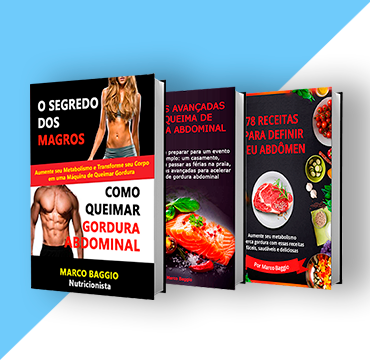 O SEGREDO
DOS
MAGROS
Aumente seu Metabolismo e Transforme seu Corpo
em uma Máquina de Queimar Gordura
COMO
QUEIMAR
GORDURA
ABDOMINAL
MARCO BAGGIO
Nutricionista
AVANÇADAS
QUEIMA DE
ABDOMINAL
preparar para um evento
um casamento,
passar as férias na praia,
avançadas para acelerar
de gordura abdominal
Marco Baggio
78 RECEITAS
PARA DEFINIR
ABDÔMEN
Aumente seu metabolismo
gordura com essas receitas
saudáveis e deliciosas
Por Marco Baggio